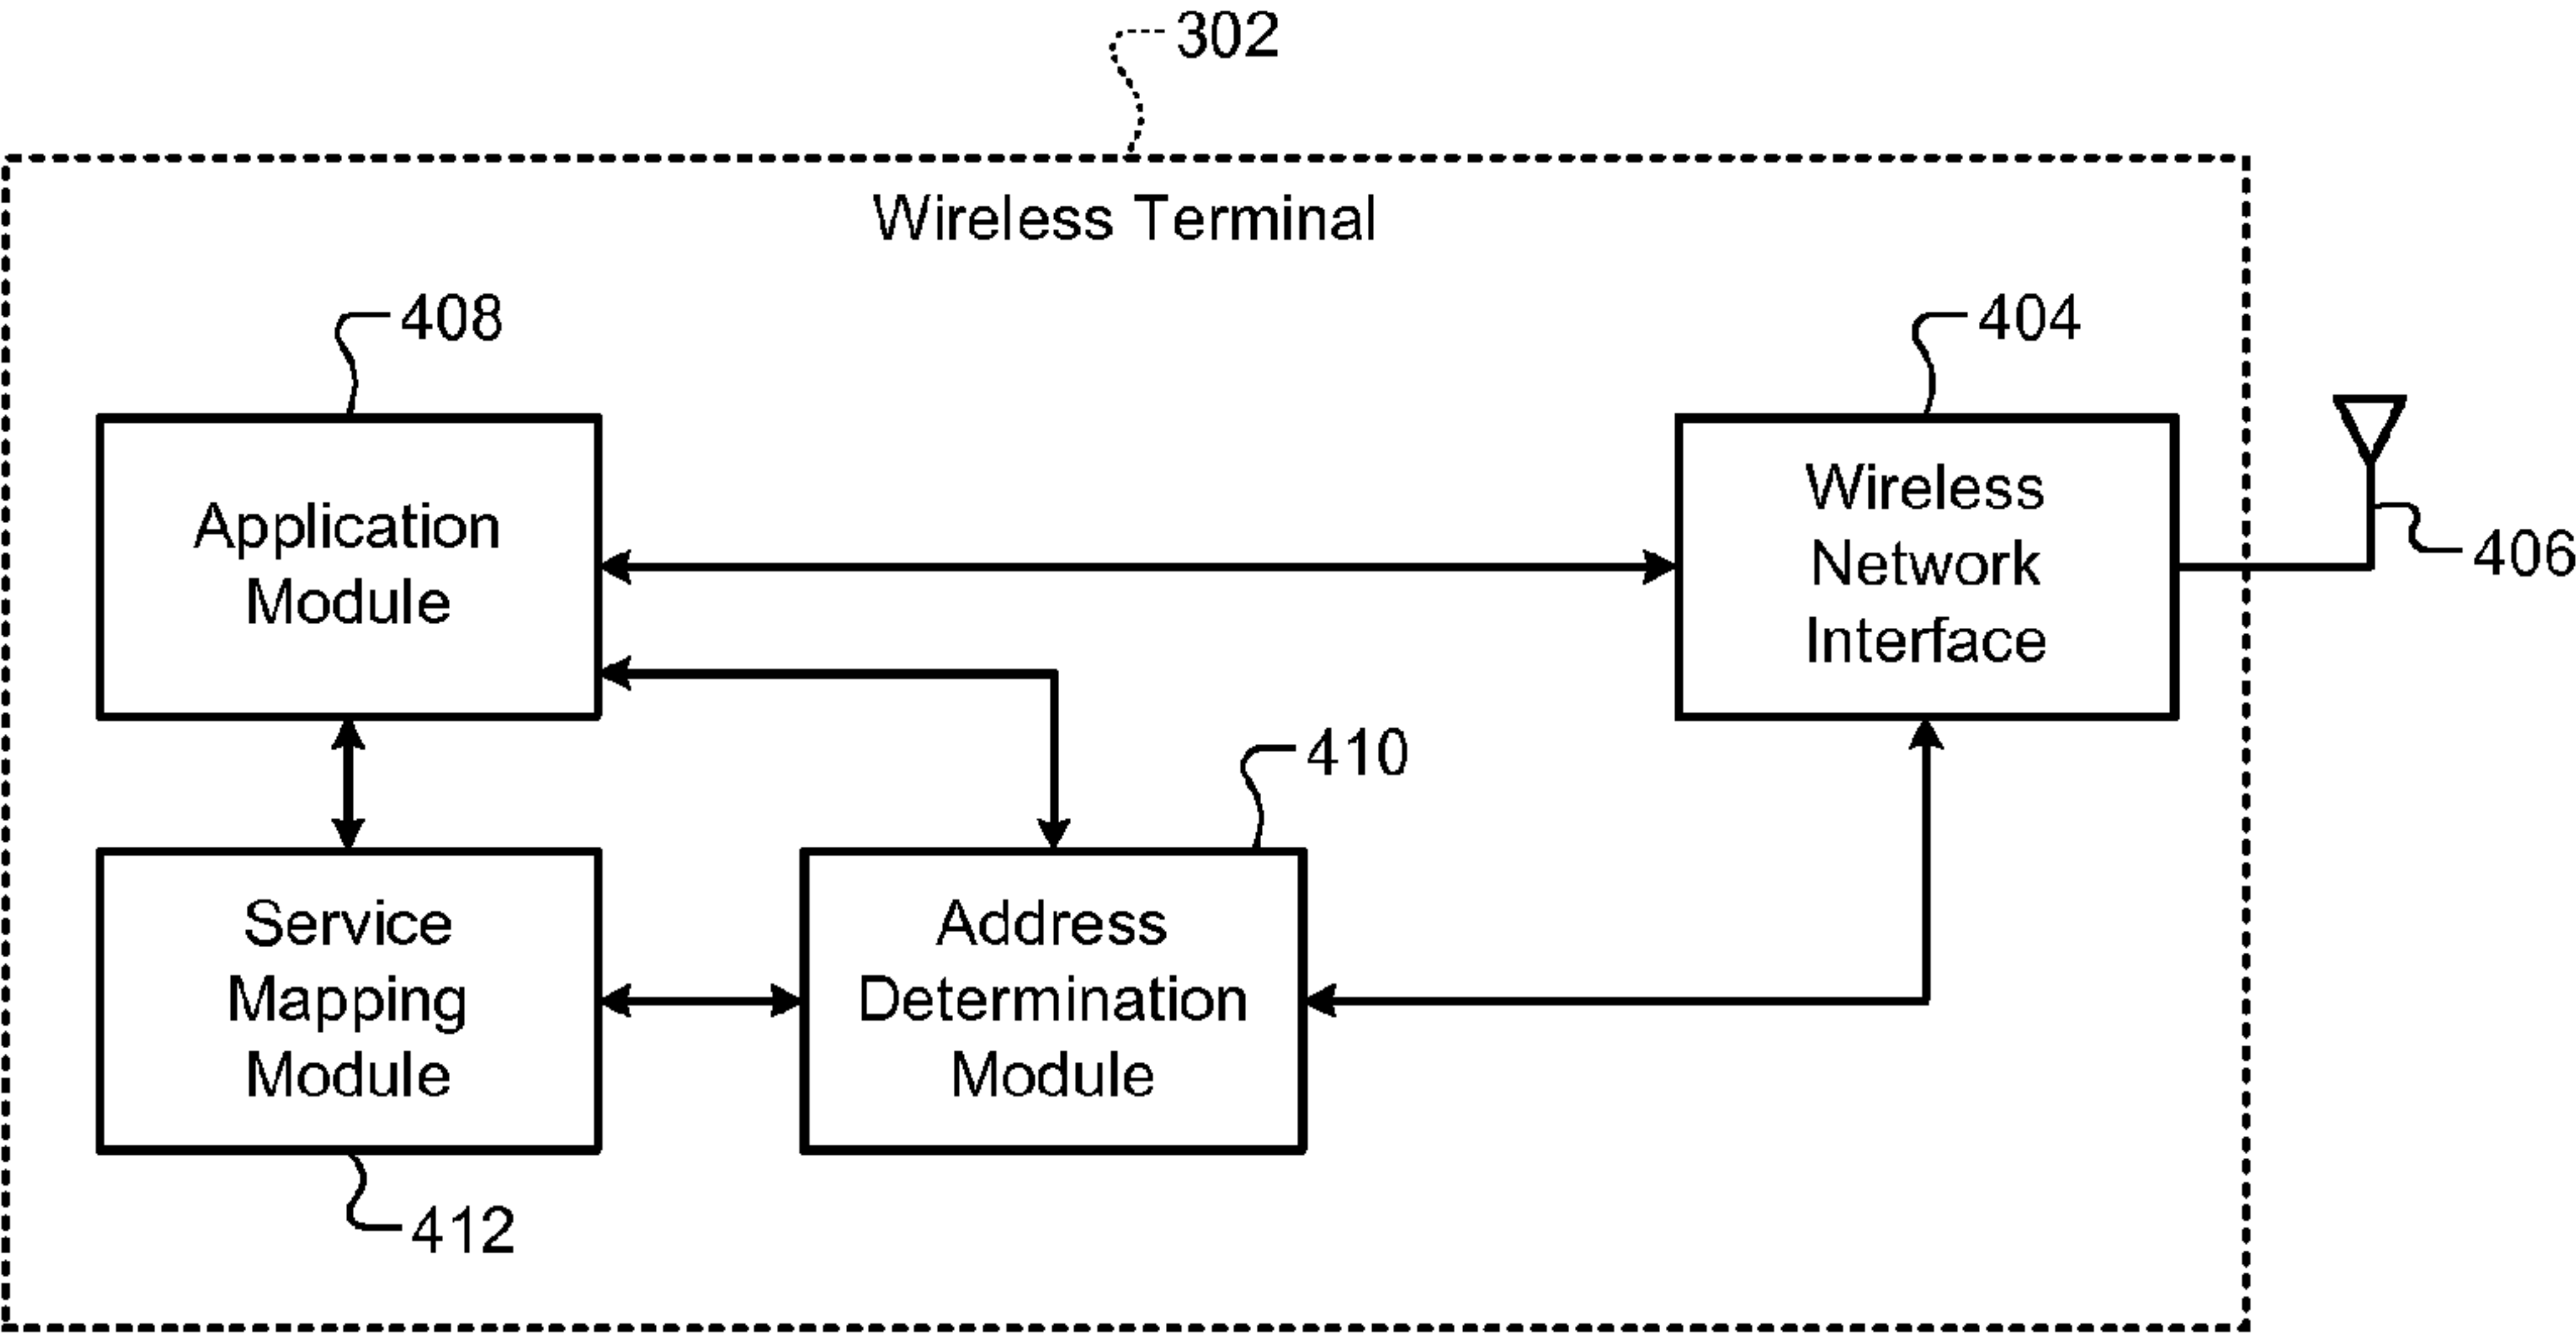 302
Wireless Terminal
408
404
Application
Module
Wireless
Network
Interface
406
410
Service
Mapping
Module
Address
Determination
Module
412